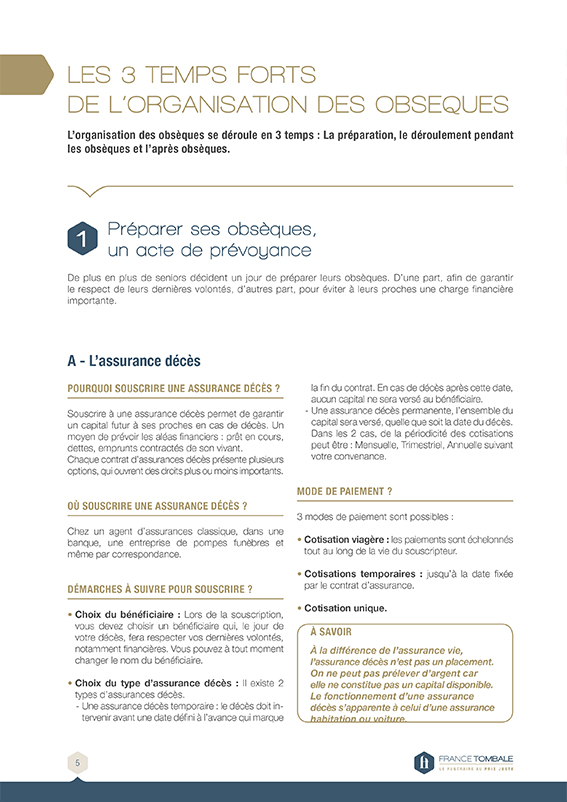 LES 3 TEMPS FORTS
DE L'ORGANISATION DES OBSEQUES
L'organisation des obsèques se déroule en 3 temps : La préparation, le déroulement pendant
les obsèques et l'après obsèques.
1
Préparer ses obsèques,
un acte de prévoyance
De plus en plus de seniors décident un jour de préparer leurs obsèques. D'une part, afin de garantir
le respect de leurs dernières volontés, d'autres part, pour éviter à leurs proches une charge financière
importante.
A - L'assurance décès
POURQUOI SOUSCRIRE UNE ASSURANCE DÉCÈS ?
Souscrire à une assurance décès permet de garantir
un capital futur à ses proches en cas de décès. Un
moyen de prévoir les aléas financiers : prêt en cours,
dettes, emprunts contractés de son vivant.
Chaque contrat d'assurances décès présente plusieurs
options, qui ouvrent des droits plus ou moins importants.
OÙ SOUSCRIRE UNE ASSURANCE DÉCÈS ?
Chez un agent d'assurances classique, dans une
banque, une entreprise de pompes funèbres et
même par correspondance.
DÉMARCHES À SUIVRE POUR SOUSCRIRE ?
• Choix du bénéficiaire : Lors de la souscription,
vous devez choisir un bénéficiaire qui, le jour de
votre décès, fera respecter vos dernières volontés,
notamment financières. Vous pouvez à tout moment
changer le nom du bénéficiaire.
• Choix du type d'assurance décès : Il existe 2
types d'assurances décès.
- Une assurance décès temporaire : le décès doit in-
tervenir avant une date défini à l'avance qui marque
la fin du contrat. En cas de décès après cette date,
aucun capital ne sera versé au bénéficiaire.
- Une assurance décès permanente, l'ensemble du
capital sera versé, quelle que soit la date du décès.
Dans les 2 cas, de la périodicité des cotisations
peut être : Mensuelle, Trimestriel, Annuelle suivant
votre convenance.
MODE DE PAIEMENT ?
3 modes de paiement sont possibles :
• Cotisation viagère : les paiements sont échelonnés
tout au long de la vie du souscripteur.
• Cotisations temporaires : jusqu'à la date fixée
par le contrat d'assurance.
• Cotisation unique.
À SAVOIR
À la différence de l'assurance vie,
l'assurance décès n'est pas un placement.
On ne peut pas prélever d'argent car
elle ne constitue pas un capital disponible.
Le fonctionnement d'une assurance
décès s'apparente à celui d'une assurance
habitation ou voiture.
5
FRANCE TOMBALE
LE FUNÉRAIRE AU PRIX JUSTE